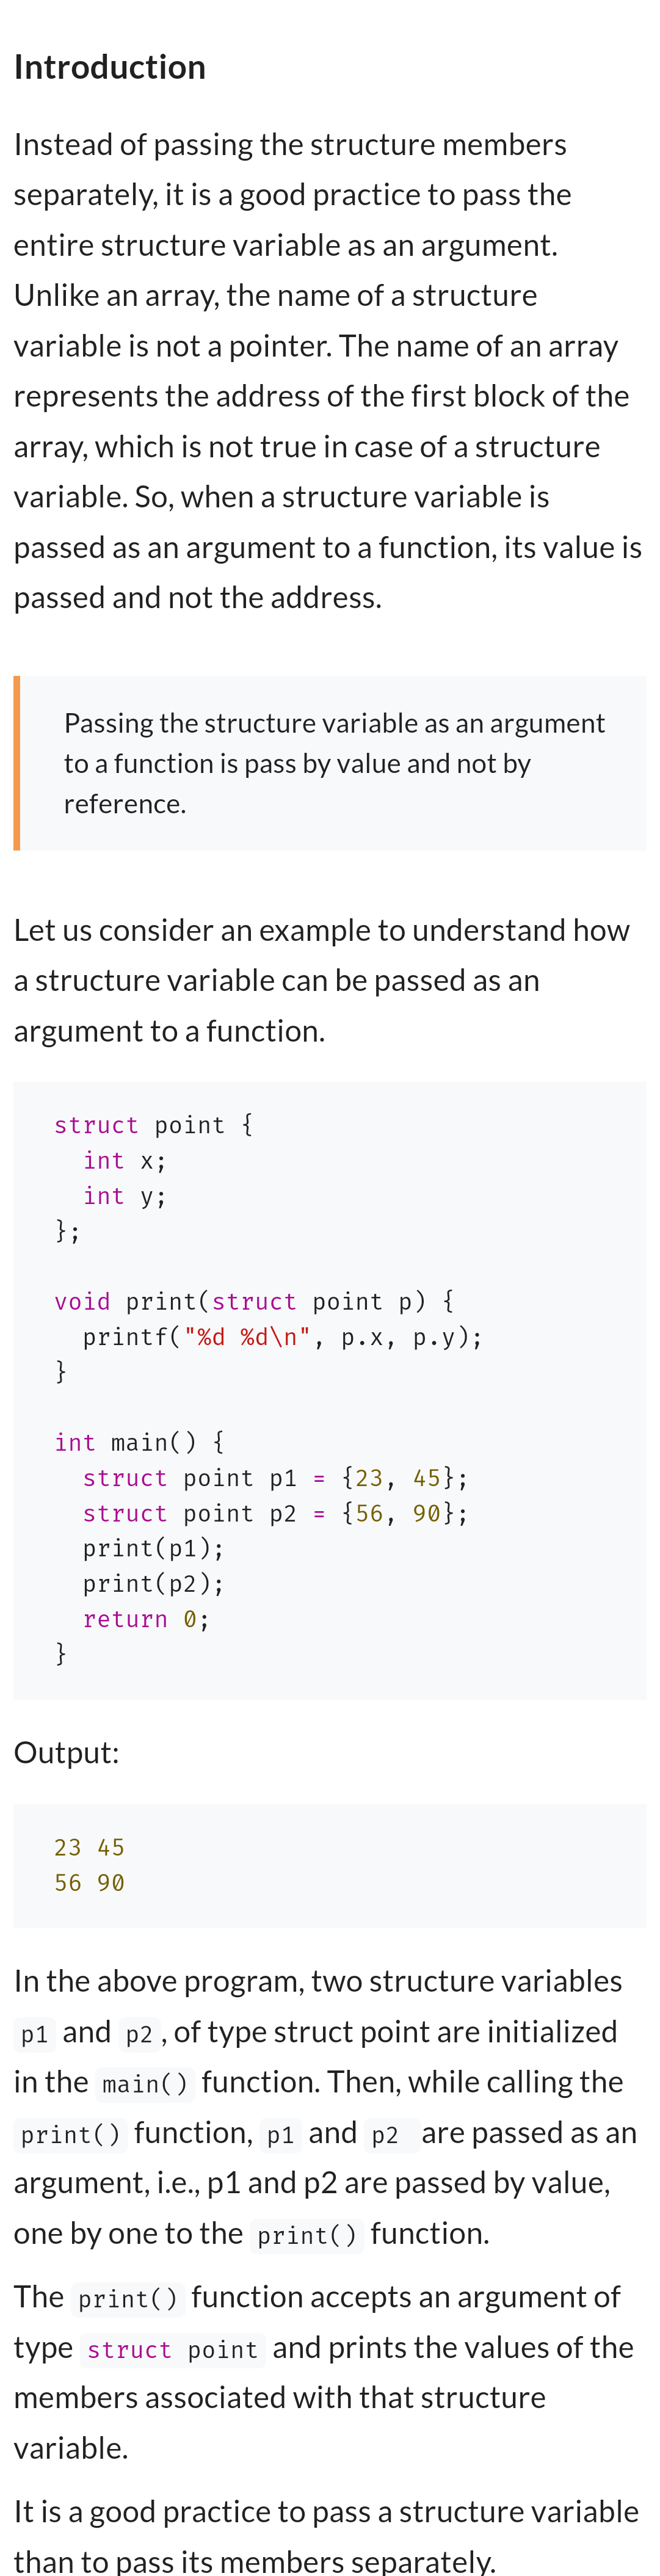 Introduction
Instead of passing the structure members
separately, it is a good practice to pass the
entire structure variable as an argument.
Unlike an array, the name of a structure
variable is not a pointer. The name of an array
represents the address of the first block of the
array, which is not true in case of a structure
variable. So, when a structure variable is
passed as an argument to a function, its value is
passed and not the address.
Passing the structure variable as an argument
to a function is pass by value and not by
reference.
Let us consider an example to understand how
a structure variable can be passed as an
argument to a function.
struct point {
  int x;
  int y;
};

void print(struct point p) {
  printf("%d %d\n", p.x, p.y);
}

int main() {
  struct point p1 = {23, 45};
  struct point p2 = {56, 90};
  print(p1);
  print(p2);
  return 0;
}
Output:
23 45
56 90
In the above program, two structure variables
p1 and p2, of type struct point are initialized
in the main() function. Then, while calling the
print() function, p1 and p2 are passed as an
argument, i.e., p1 and p2 are passed by value,
one by one to the print() function.
The print() function accepts an argument of
type struct point and prints the values of the
members associated with that structure
variable.
It is a good practice to pass a structure variable
than to pass its members separately.